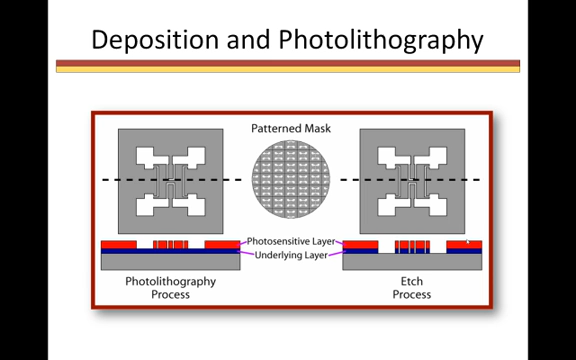 Deposition and Photolithography
Patterned Mask
Photosensitive Layer
Underlying Layer
Photolithography
Process
Etch
Process